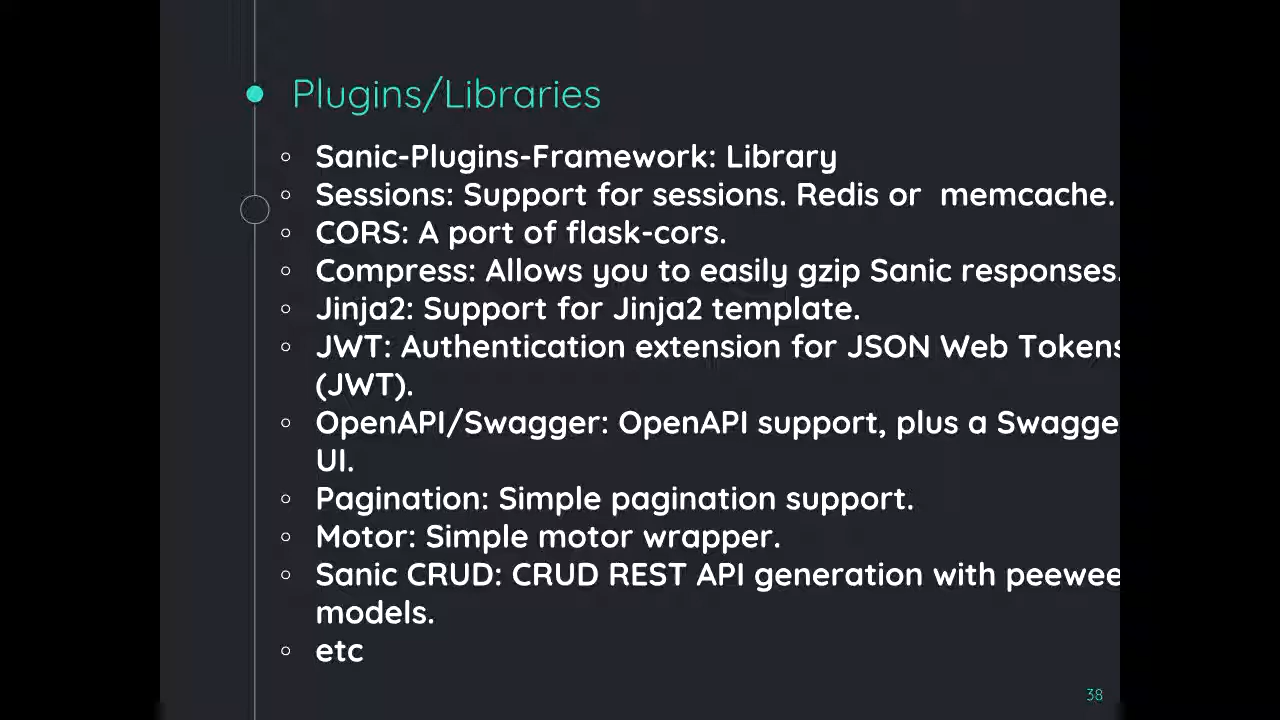 Plugins/Libraries
Sanic-Plugins-Framework: Library
Sessions: Support for sessions. Redis or memcache.
CORS: A port of flask-cors.
Compress: Allows you to easily gzip Sanic responses.
Jinja2: Support for Jinja2 template.
JWT: Authentication extension for JSON Web Tokens
(JWT).
OpenAPI/Swagger: OpenAPI support, plus a Swagge
UI.
Pagination: Simple pagination support.
Motor: Simple motor wrapper.
Sanic CRUD: CRUD REST API generation with peewee
models.
etc
38